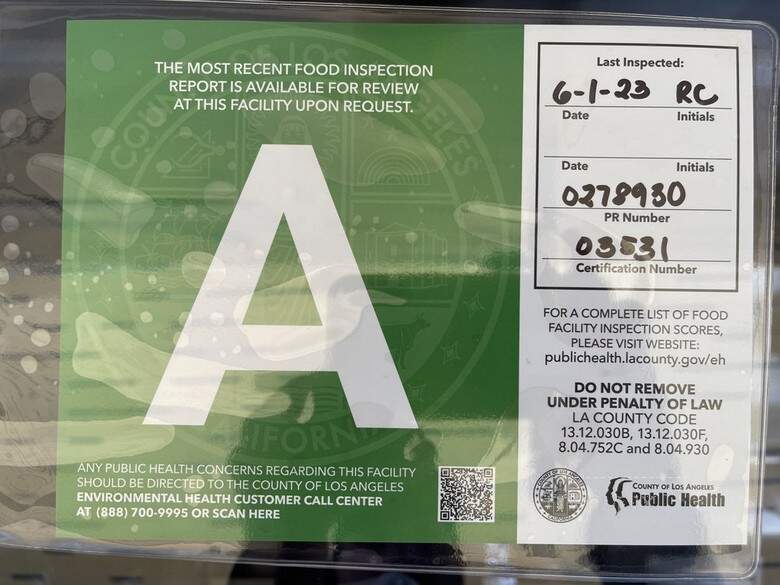 THE MOST RECENT FOOD INSPECTION
REPORT IS AVAILABLE FOR REVIEW
AT THIS FACILITY UPON REQUEST.
COUNTY OF LOS ANGELES
CALIFORNIA
A
ANY PUBLIC HEALTH CONCERNS REGARDING THIS FACILITY
SHOULD BE DIRECTED TO THE COUNTY OF LOS ANGELES
ENVIRONMENTAL HEALTH CUSTOMER CALL CENTER
AT (888) 700-9995 OR SCAN HERE
Last Inspected:
6-1-23 RC
Date Initials
Date Initials
0278930
PR Number
03531
Certification Number
FOR A COMPLETE LIST OF FOOD
FACILITY INSPECTION SCORES,
PLEASE VISIT WEBSITE:
publichealth.lacounty.gov/eh
DO NOT REMOVE
UNDER PENALTY OF LAW
LA COUNTY CODE
13.12.030B, 13.12.030F,
8.04.752C and 8.04.930
COUNTY OF LOS ANGELES
Public Health